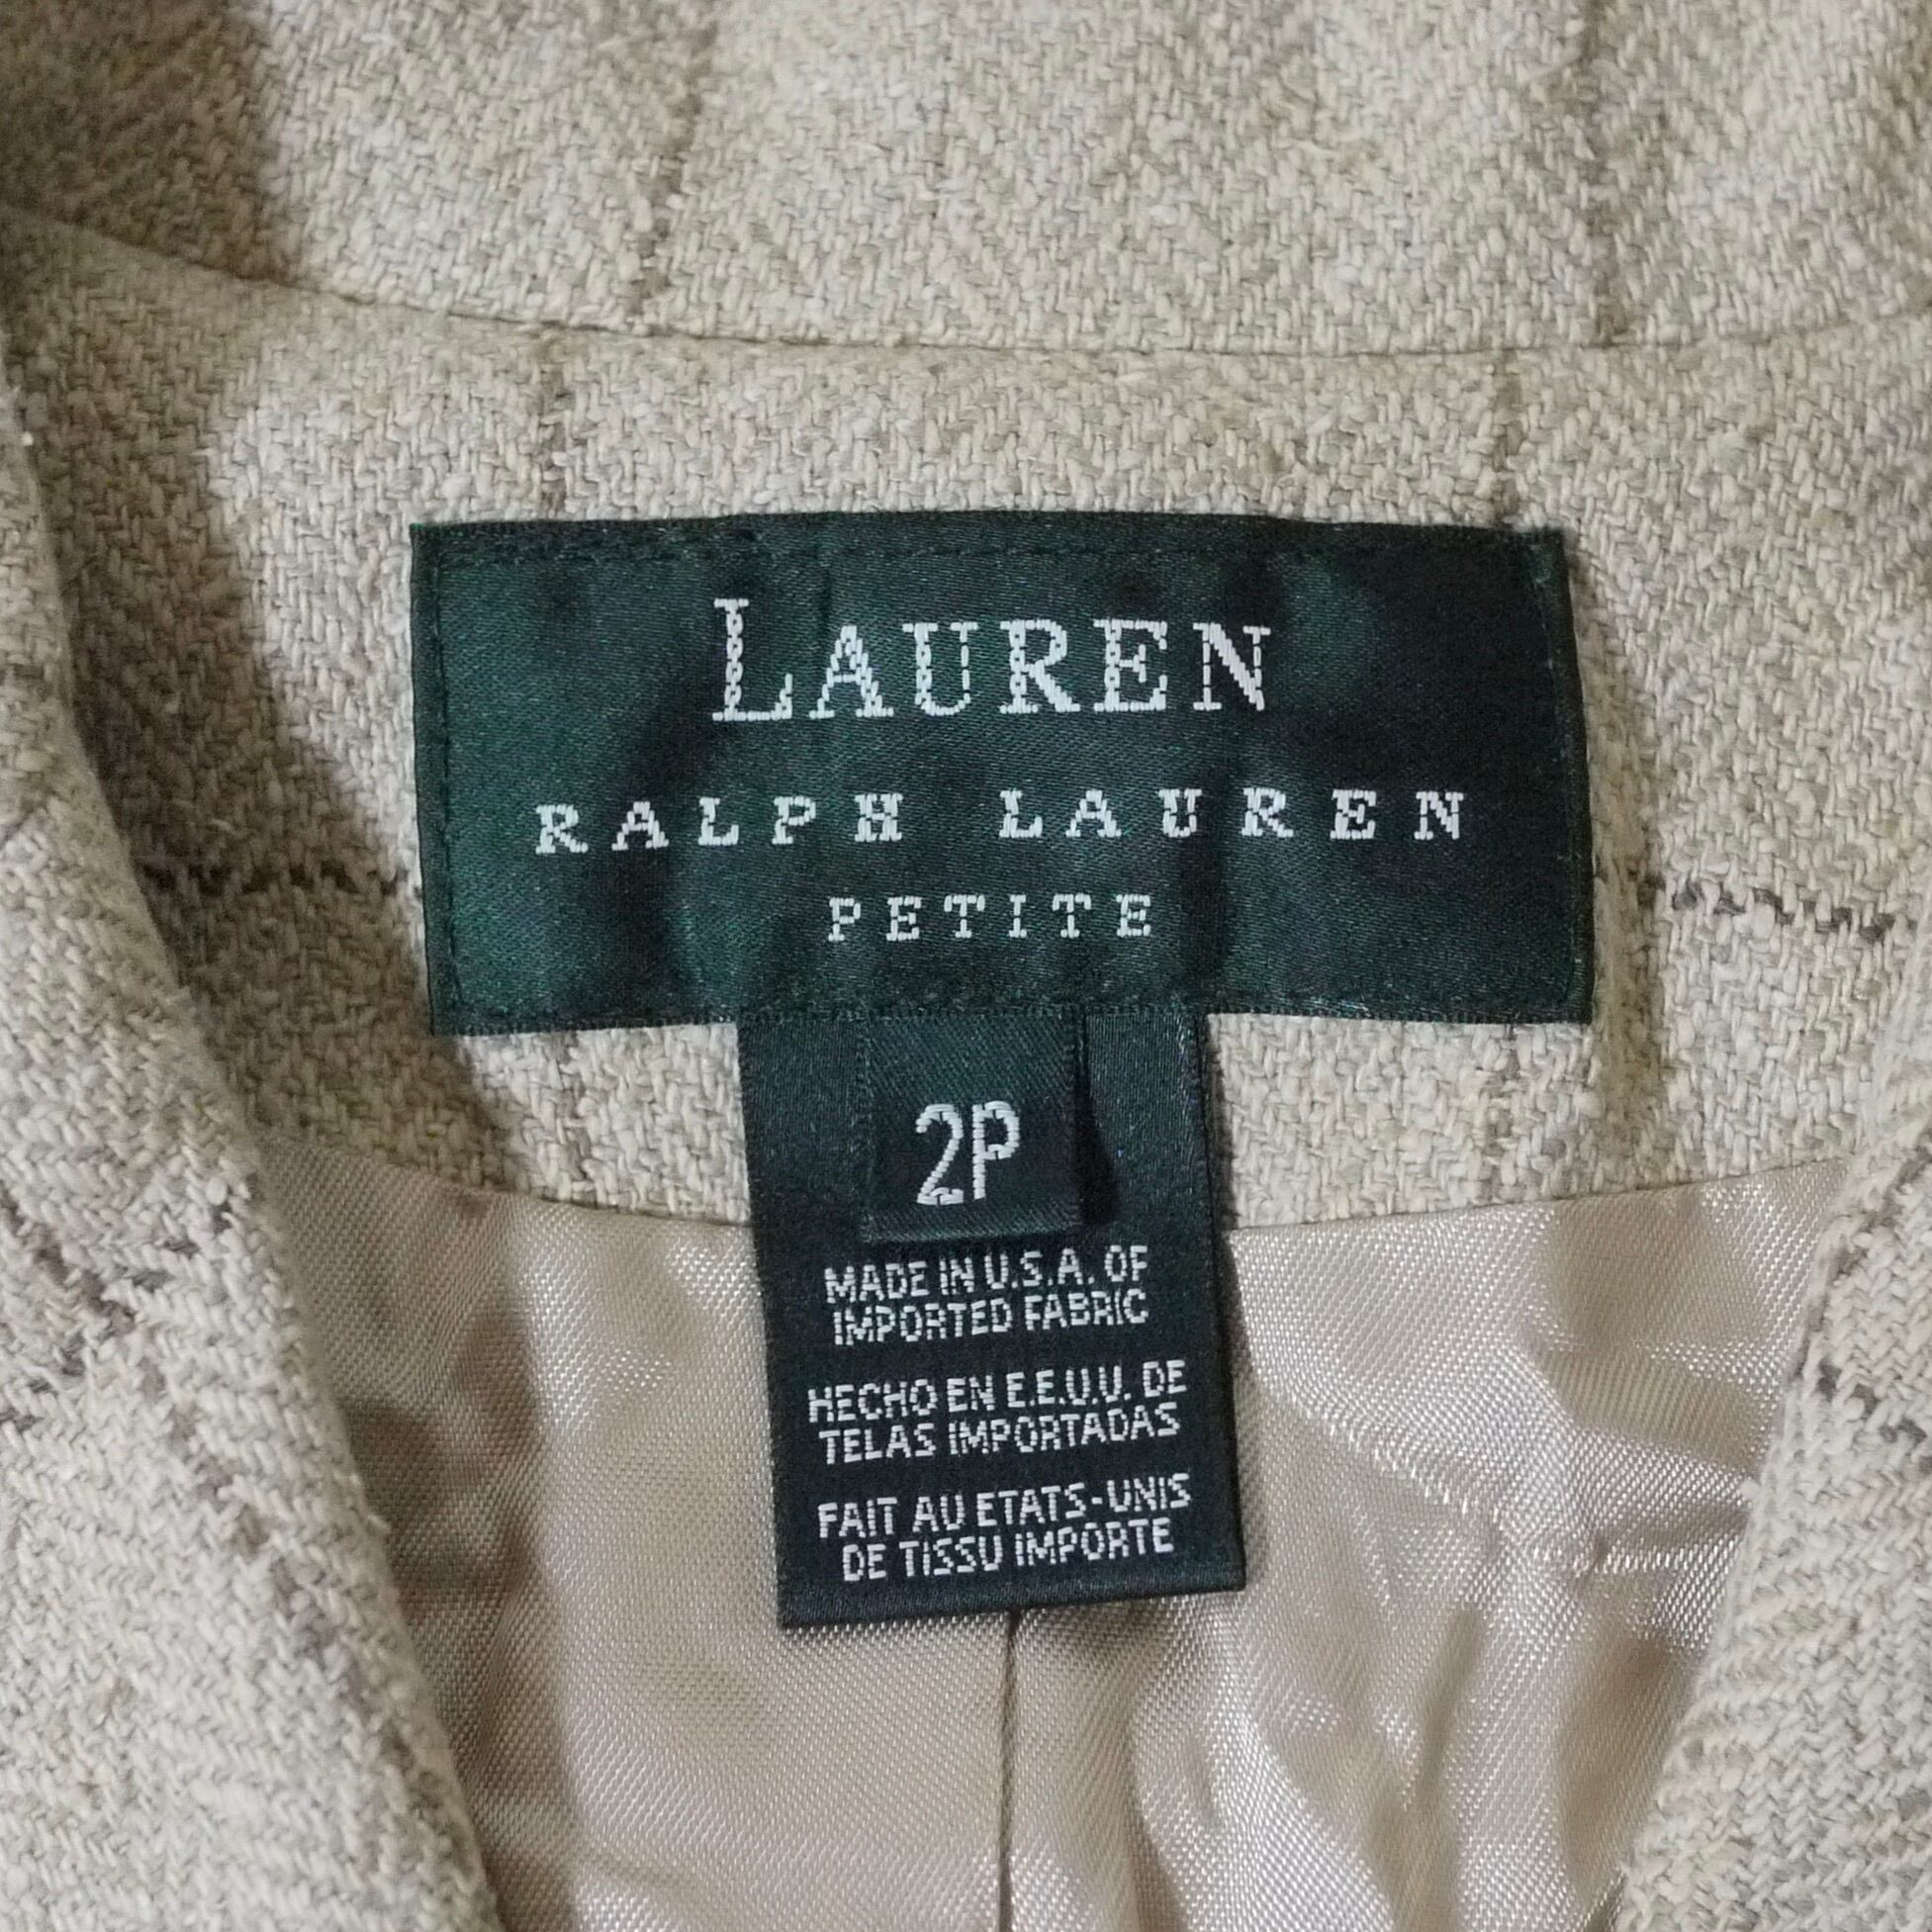 LAUREN
RALPH LAUREN
PETITE
2P
MADE IN U.S.A. OF
IMPORTED FABRIC
HECHO EN E.E.U.U. DE
TELAS IMPORTADAS
FAIT AU ETATS-UNIS
DE TISSU IMPORTE